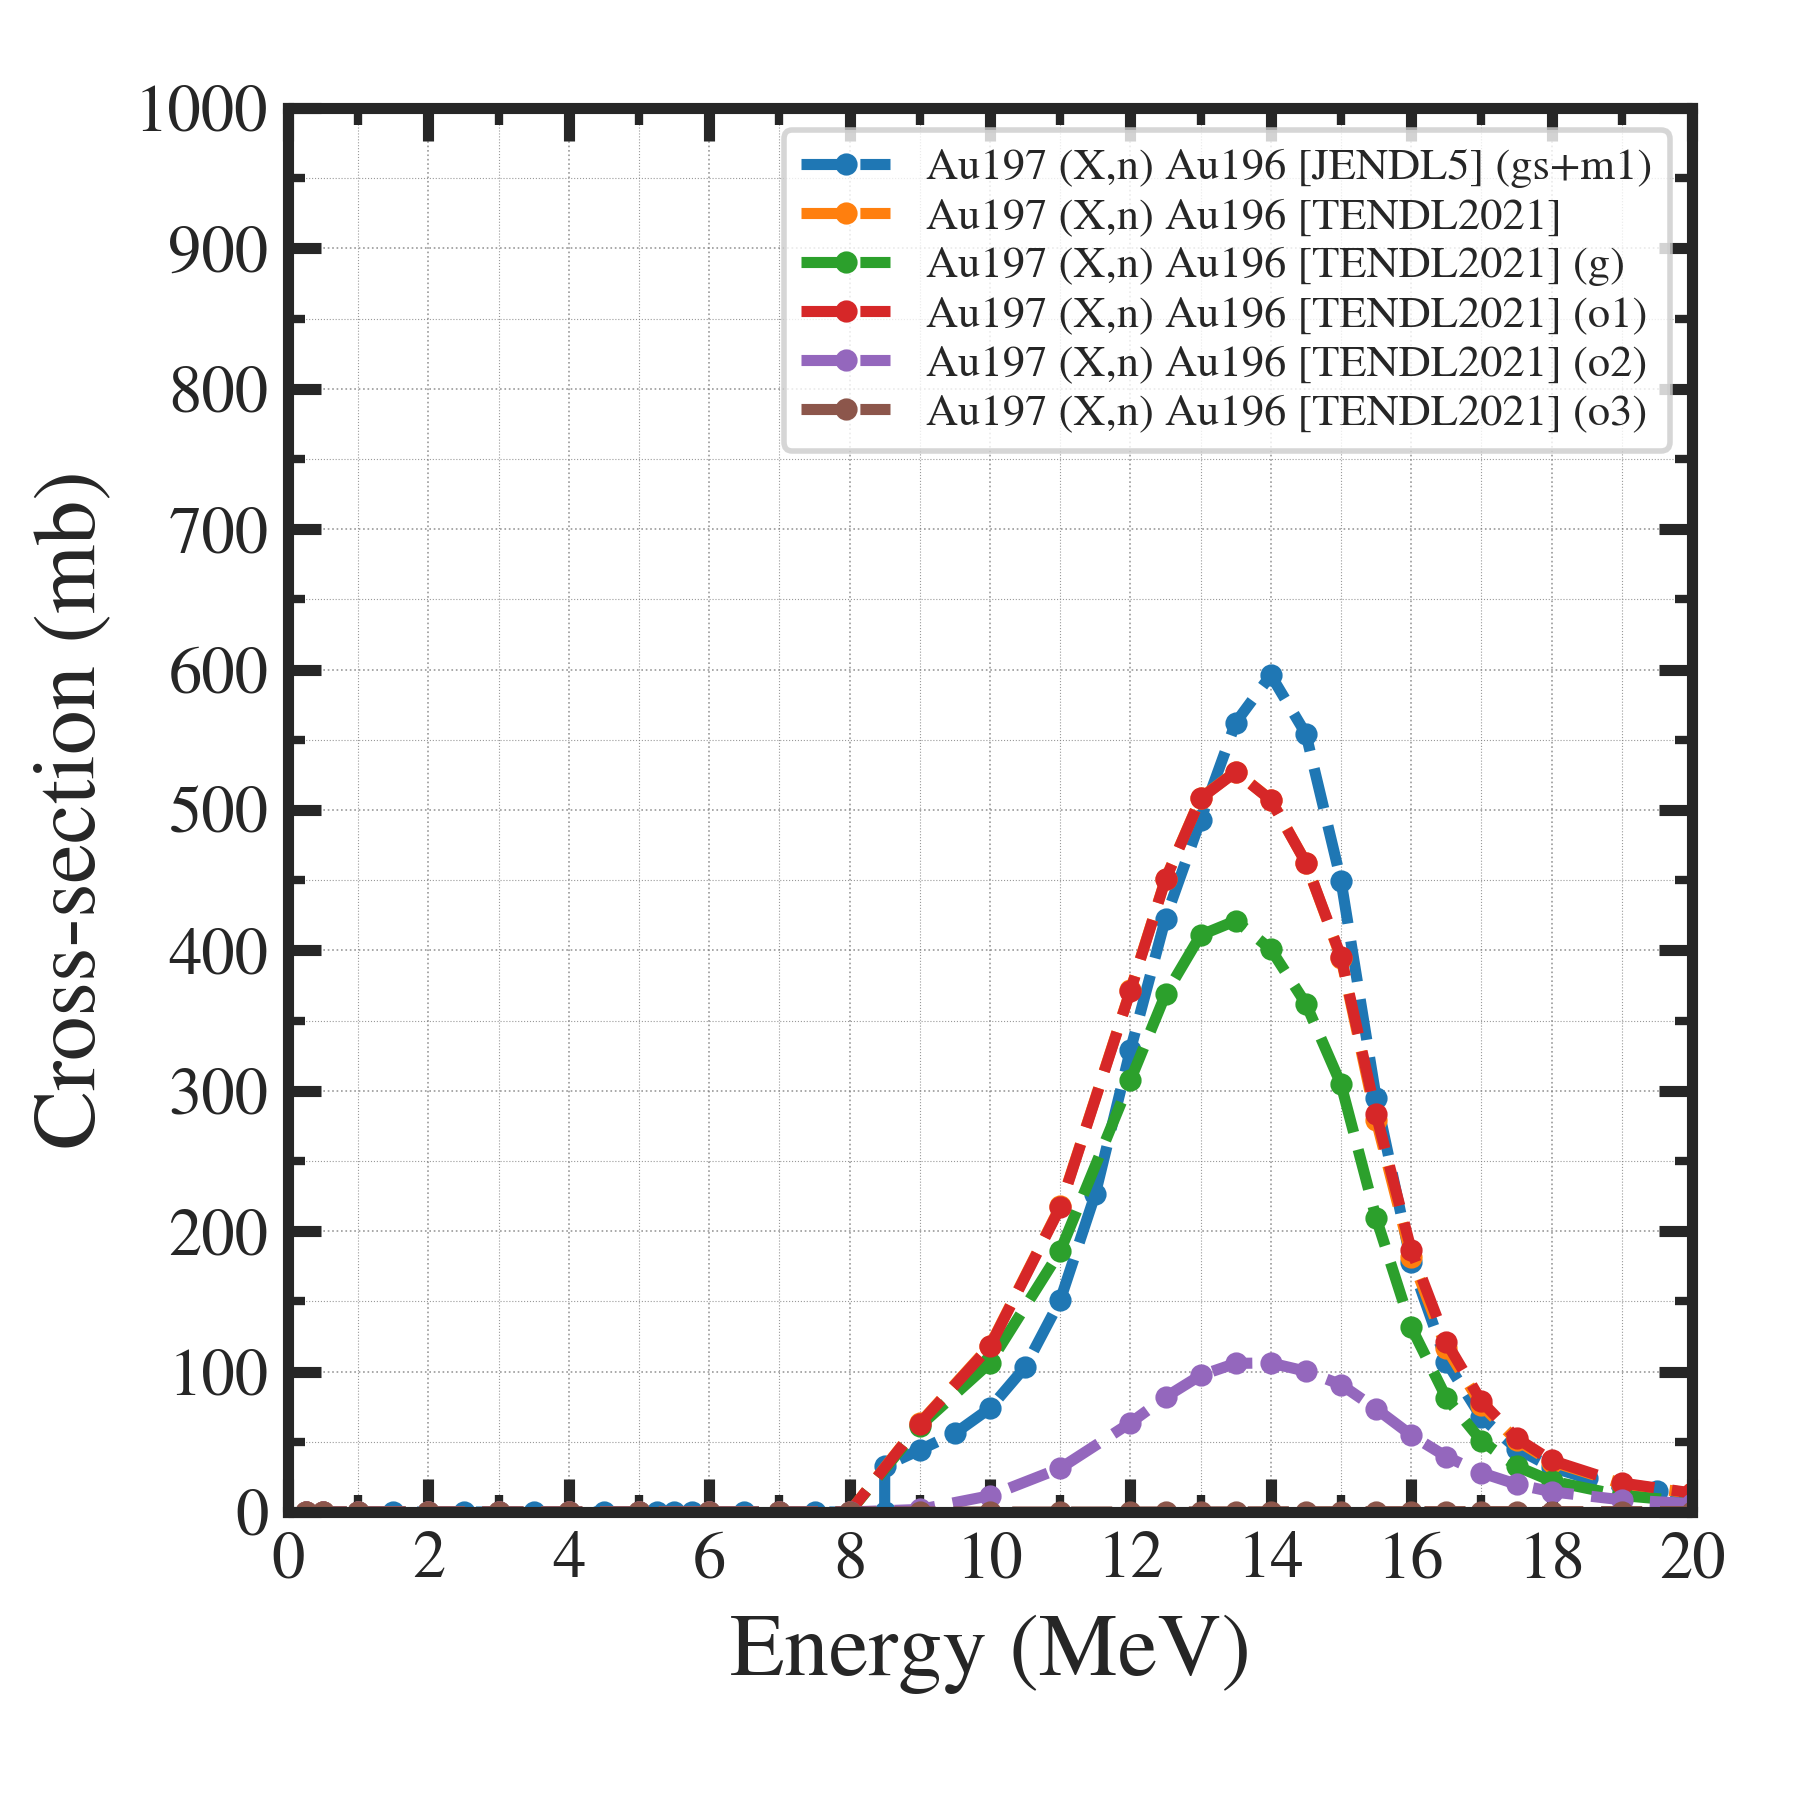 1000
900
800
700
600
500
400
300
200
100
0
Cross-section (mb)
Au197 (X,n) Au196 [JENDL5] (gs+m1)
Au197 (X,n) Au196 [TENDL2021]
Au197 (X,n) Au196 [TENDL2021] (g)
Au197 (X,n) Au196 [TENDL2021] (o1)
Au197 (X,n) Au196 [TENDL2021] (o2)
Au197 (X,n) Au196 [TENDL2021] (o3)
0 2 4 6 8 10 12 14 16 18 20
Energy (MeV)